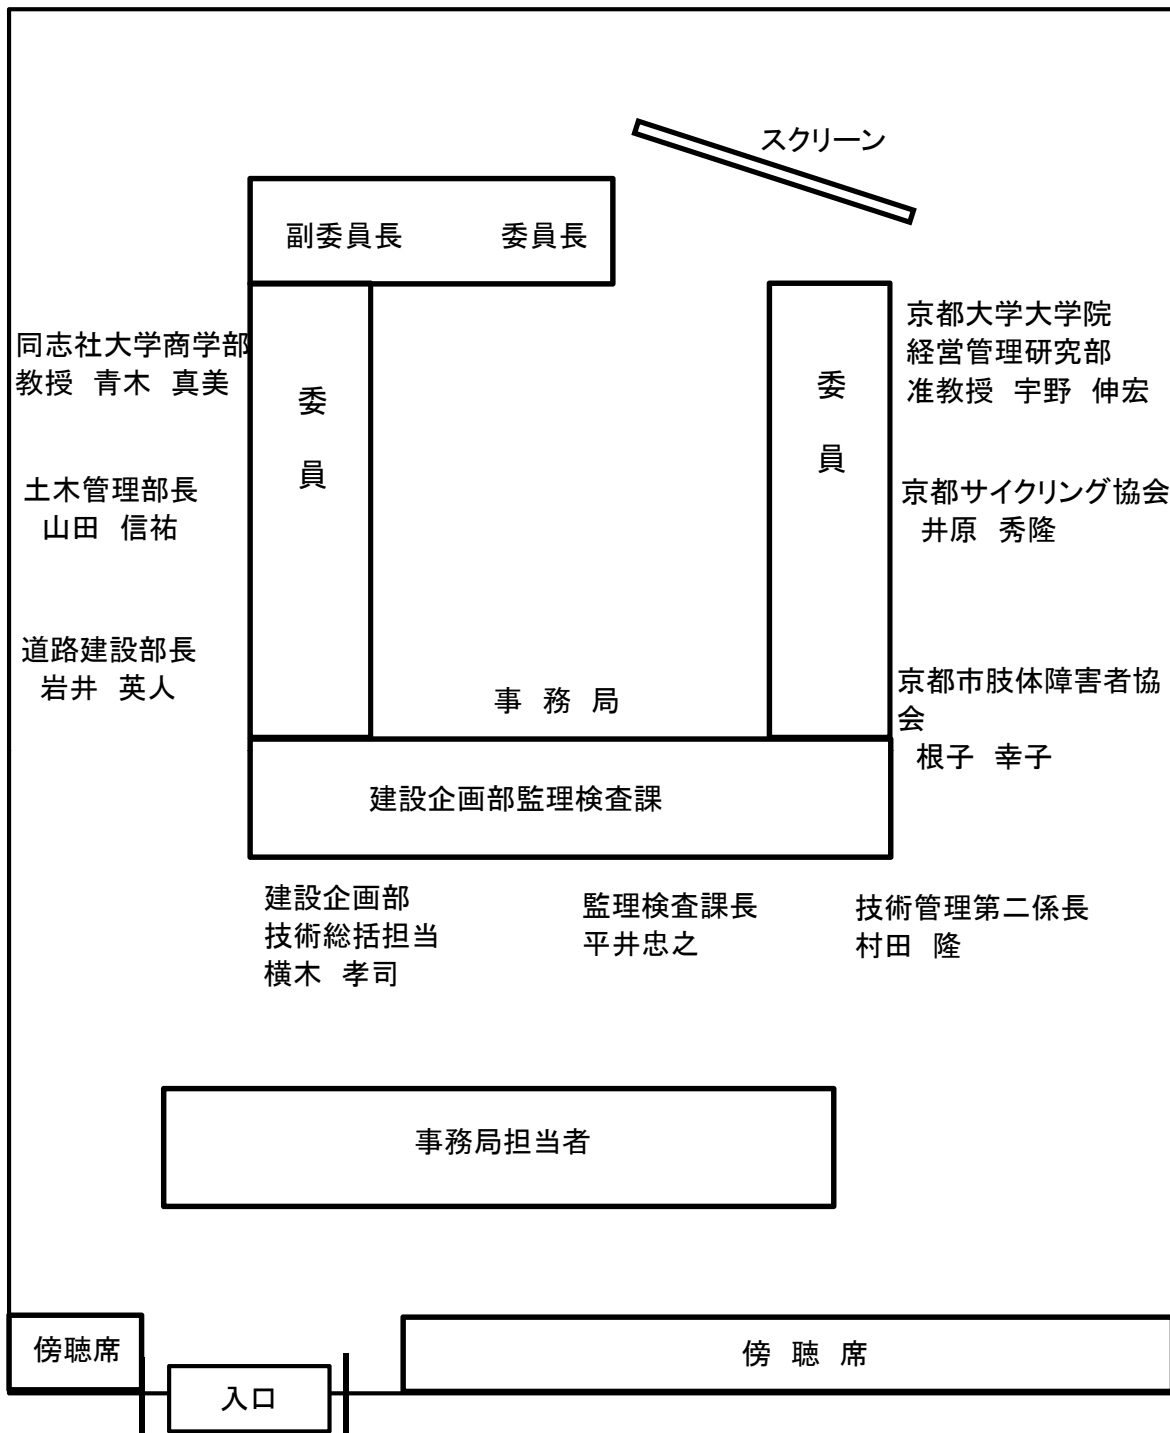 スクリーン
副委員長 委員長
同志社大学商学部
教授 青木 真美
委
員
土木管理部長
山田 信祐
道路建設部長
岩井 英人
委
員
京都大学大学院
経営管理研究部
准教授 宇野 伸宏
京都サイクリング協会
井原 秀隆
京都市肢体障害者協
会
根子 幸子
事 務 局
建設企画部監理検査課
建設企画部
技術総括担当
横木 孝司
監理検査課長
平井忠之
技術管理第二係長
村田 隆
事務局担当者
傍聴席
入口
傍 聴 席